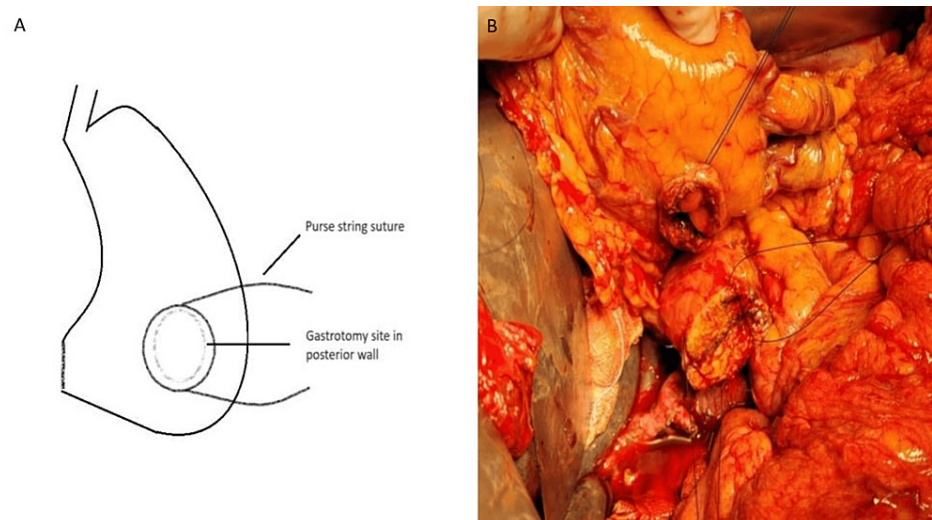 A
B
Purse string suture
Gastrotomy site in
posterior wall